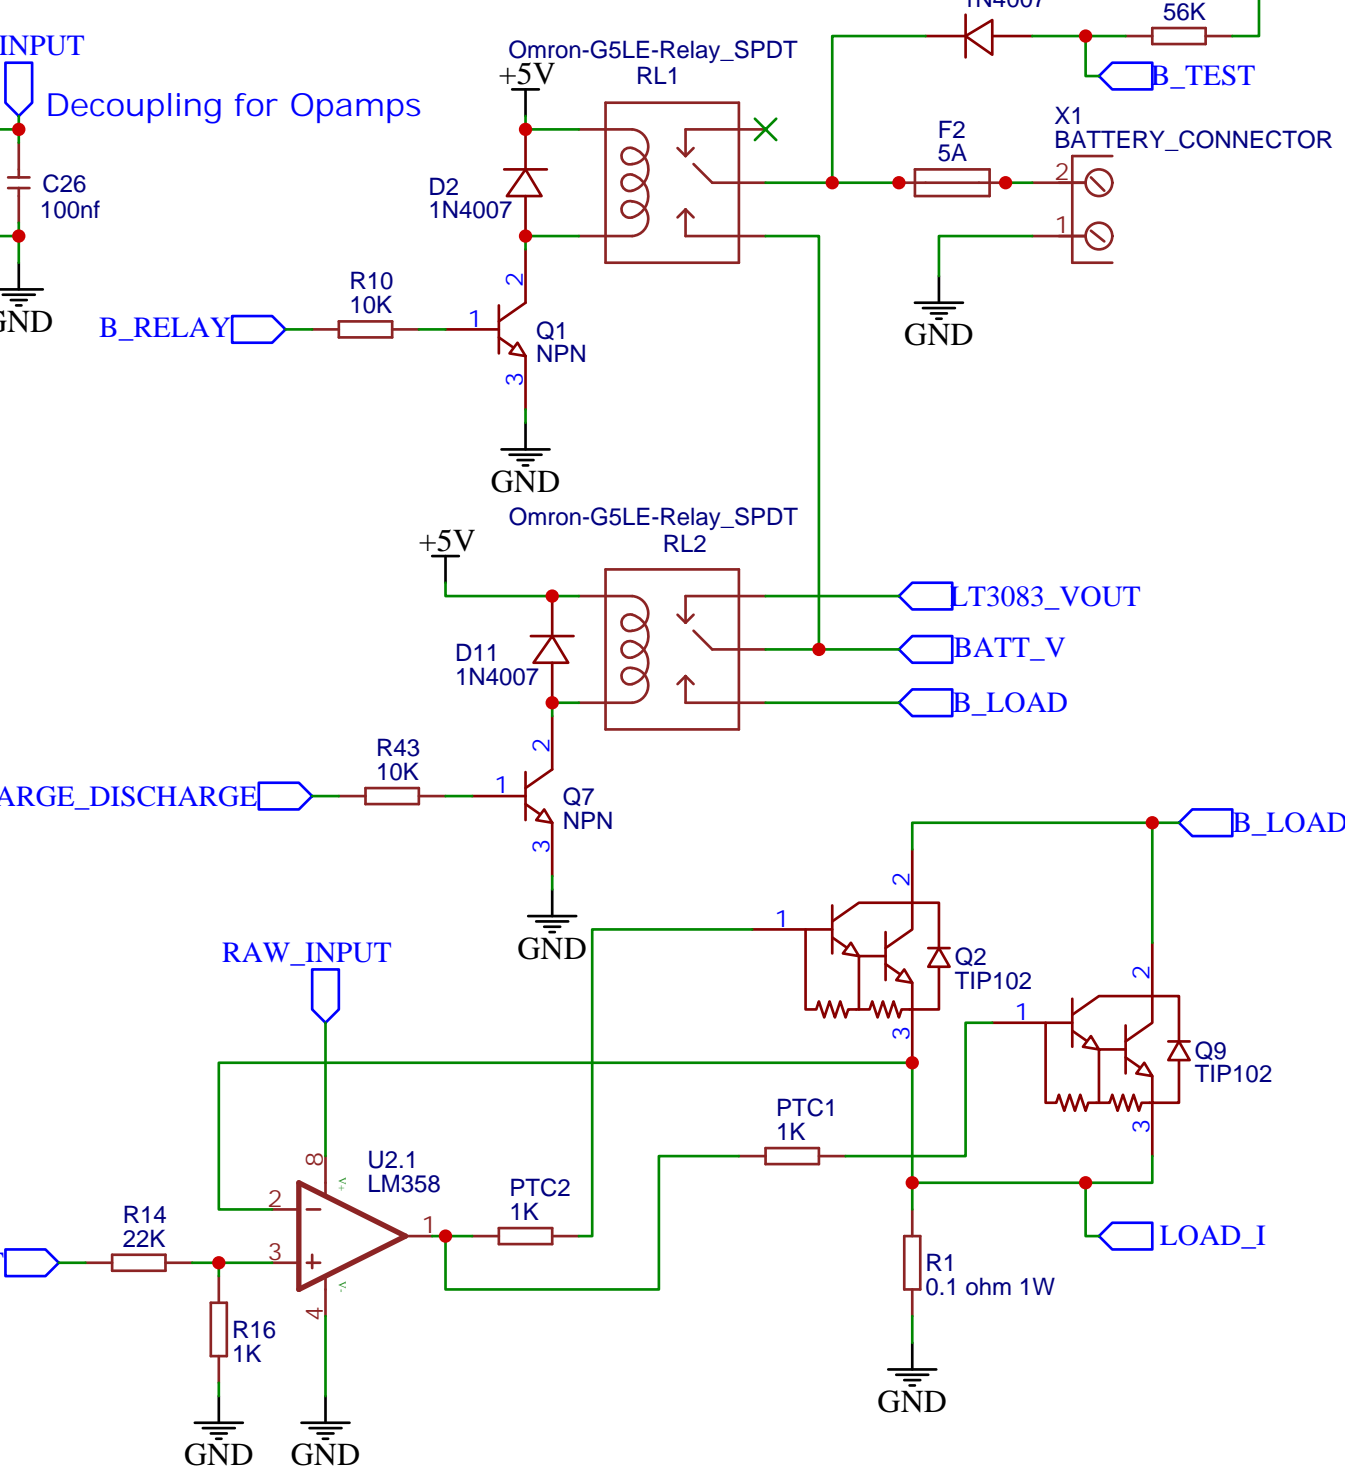 INPUT
Decoupling for Opamps
C26
100nf
GND
Omron-G5LE-Relay_SPDT
RL1
+5V
D2
1N4007
R10
10K
B_RELAY
1
2
3
Q1
NPN
GND
1N4007
56K
B_TEST
F2
5A
X1
BATTERY_CONNECTOR
2
1
GND
Omron-G5LE-Relay_SPDT
RL2
+5V
D11
1N4007
LT3083_VOUT
BATT_V
B_LOAD
R43
10K
ARGE_DISCHARGE
1
2
3
Q7
NPN
GND
B_LOAD
1
2
3
Q2
TIP102
1
2
3
Q9
TIP102
RAW_INPUT
PTC1
1K
U2.1
LM358
8
V+
2
3
1
4
V-
PTC2
1K
R14
22K
R16
1K
GND
GND
R1
0.1 ohm 1W
LOAD_I
GND